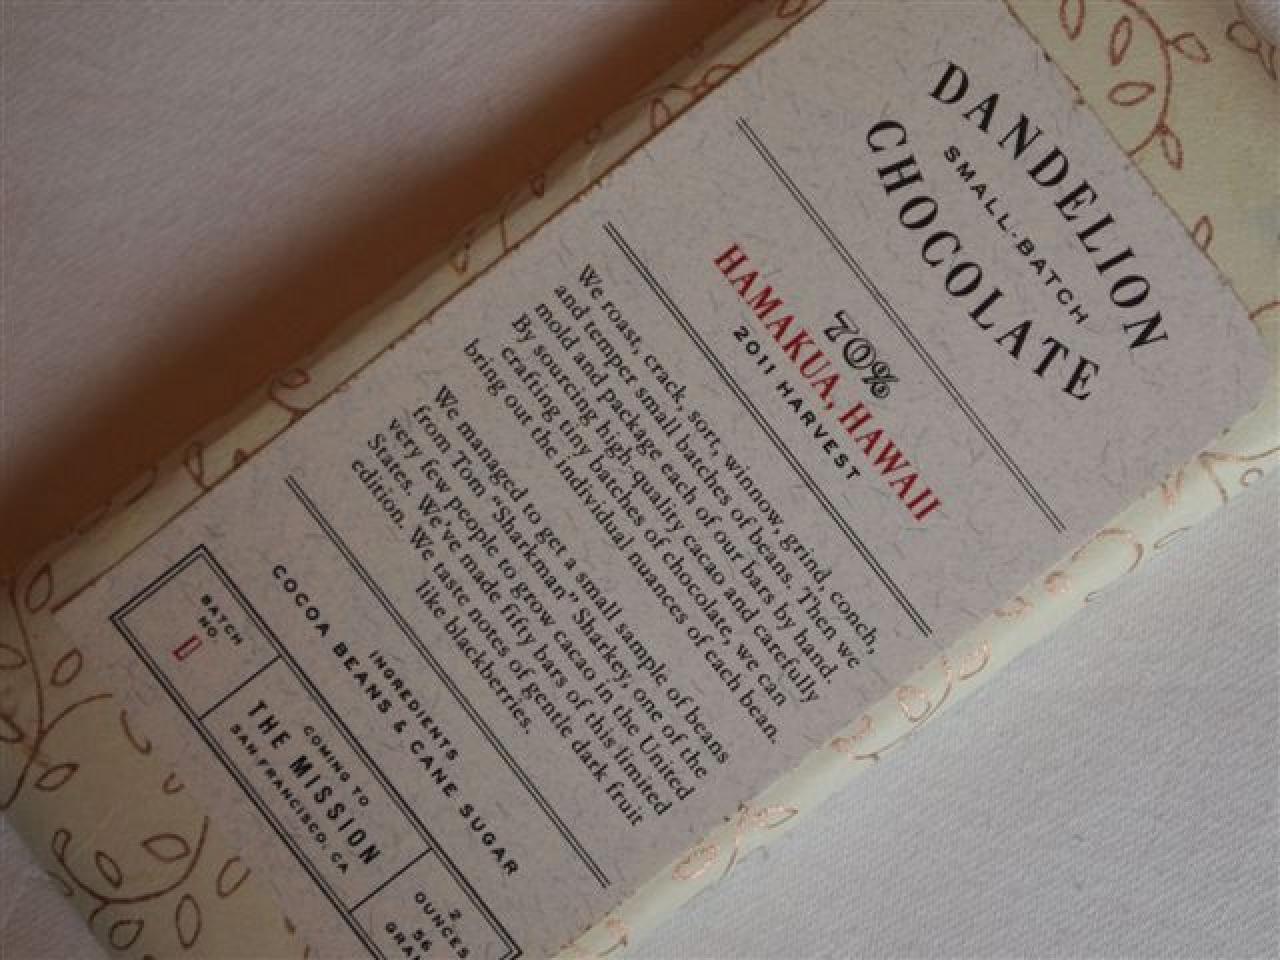 DANDELION
SMALL-BATCH
CHOCOLATE
70%
HAMAKUA, HAWAII
2011 HARVEST
We roast, crack, sort, winnow, grind, conch,
and temper small batches of beans. Then we
mold and package each of our bars by hand.
By sourcing high-quality cacao and carefully
crafting tiny batches of chocolate, we can
bring out the individual nuances of each bean.
We managed to get a small sample of beans
from Tom "Sharkman" Sharkey, one of the
very few people to grow cacao in the United
States. We've made fifty bars of this limited
edition. We taste notes of gentle dark fruit
like blackberries.
INGREDIENTS
COCOA BEANS & CANE SUGAR
BATCH
NO
COMING TO
THE MISSION
SAN FRANCISCO, CA
2
OUNCES
56